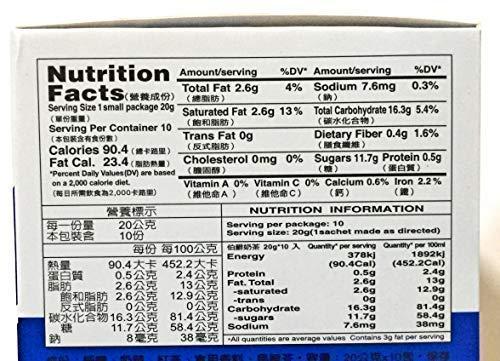 Nutrition Facts(營養成份)
Serving Size 1 small package 20g
(單份重量)
Serving Per Container 10
(本包裝含有食份數)
Calories 90.4 (總卡路里)
Fat Cal. 23.4 (脂肪熱量)
*Percent Daily Values(DV) are based
on a 2,000 calorie diet.
(每日所需飲食為2,000卡路里)
Amount/serving %DV* Amount/serving %DV*
Total Fat 2.6g 4% Sodium 7.6mg 0.3%
(總脂肪) (鈉)
Saturated Fat 2.6g 13% Total Carbohydrate 16.3g 5.4%
(飽和脂肪) (碳水化合物)
Trans Fat 0g Dietary Fiber 0.4g 1.6%
(反式脂肪) (膳食纖維)
Cholesterol 0mg 0% Sugars 11.7g Protein 0.5g
(膽固醇) (糖) (蛋白質)
Vitamin A 0% Vitamin C 0% Calcium 0.6% Iron 2.2%
(維他命A) (維他命C) (鈣) (鐵)
營養標示
每一份量 20公克
本包裝含 10份
每份 每100公克
熱量 90.4大卡 452.2大卡
蛋白質 0.5公克 2.4公克
脂肪 2.6公克 13公克
飽和脂肪 2.6公克 12.9公克
反式脂肪 0公克 0公克
碳水化合物 16.3公克 81.4公克
糖 11.7公克 58.4公克
鈉 8毫克 38毫克
NUTRITION INFORMATION
Serving per package: 10
Serving size: 20g(1sachet made as directed)
伯爵奶茶 20g*10入 Quantity* per serving Quantity* per 100ml
Energy 378kj 1892kj
(90.4Cal) (452.2Cal)
Protein 0.5g 2.4g
Fat. Total 2.6g 13g
-saturated 2.6g 12.9g
-trans 0g 0g
Carbohydrate 16.3g 81.4g
-sugars 11.7g 58.4g
Sodium 7.6mg 38mg
*All specified values